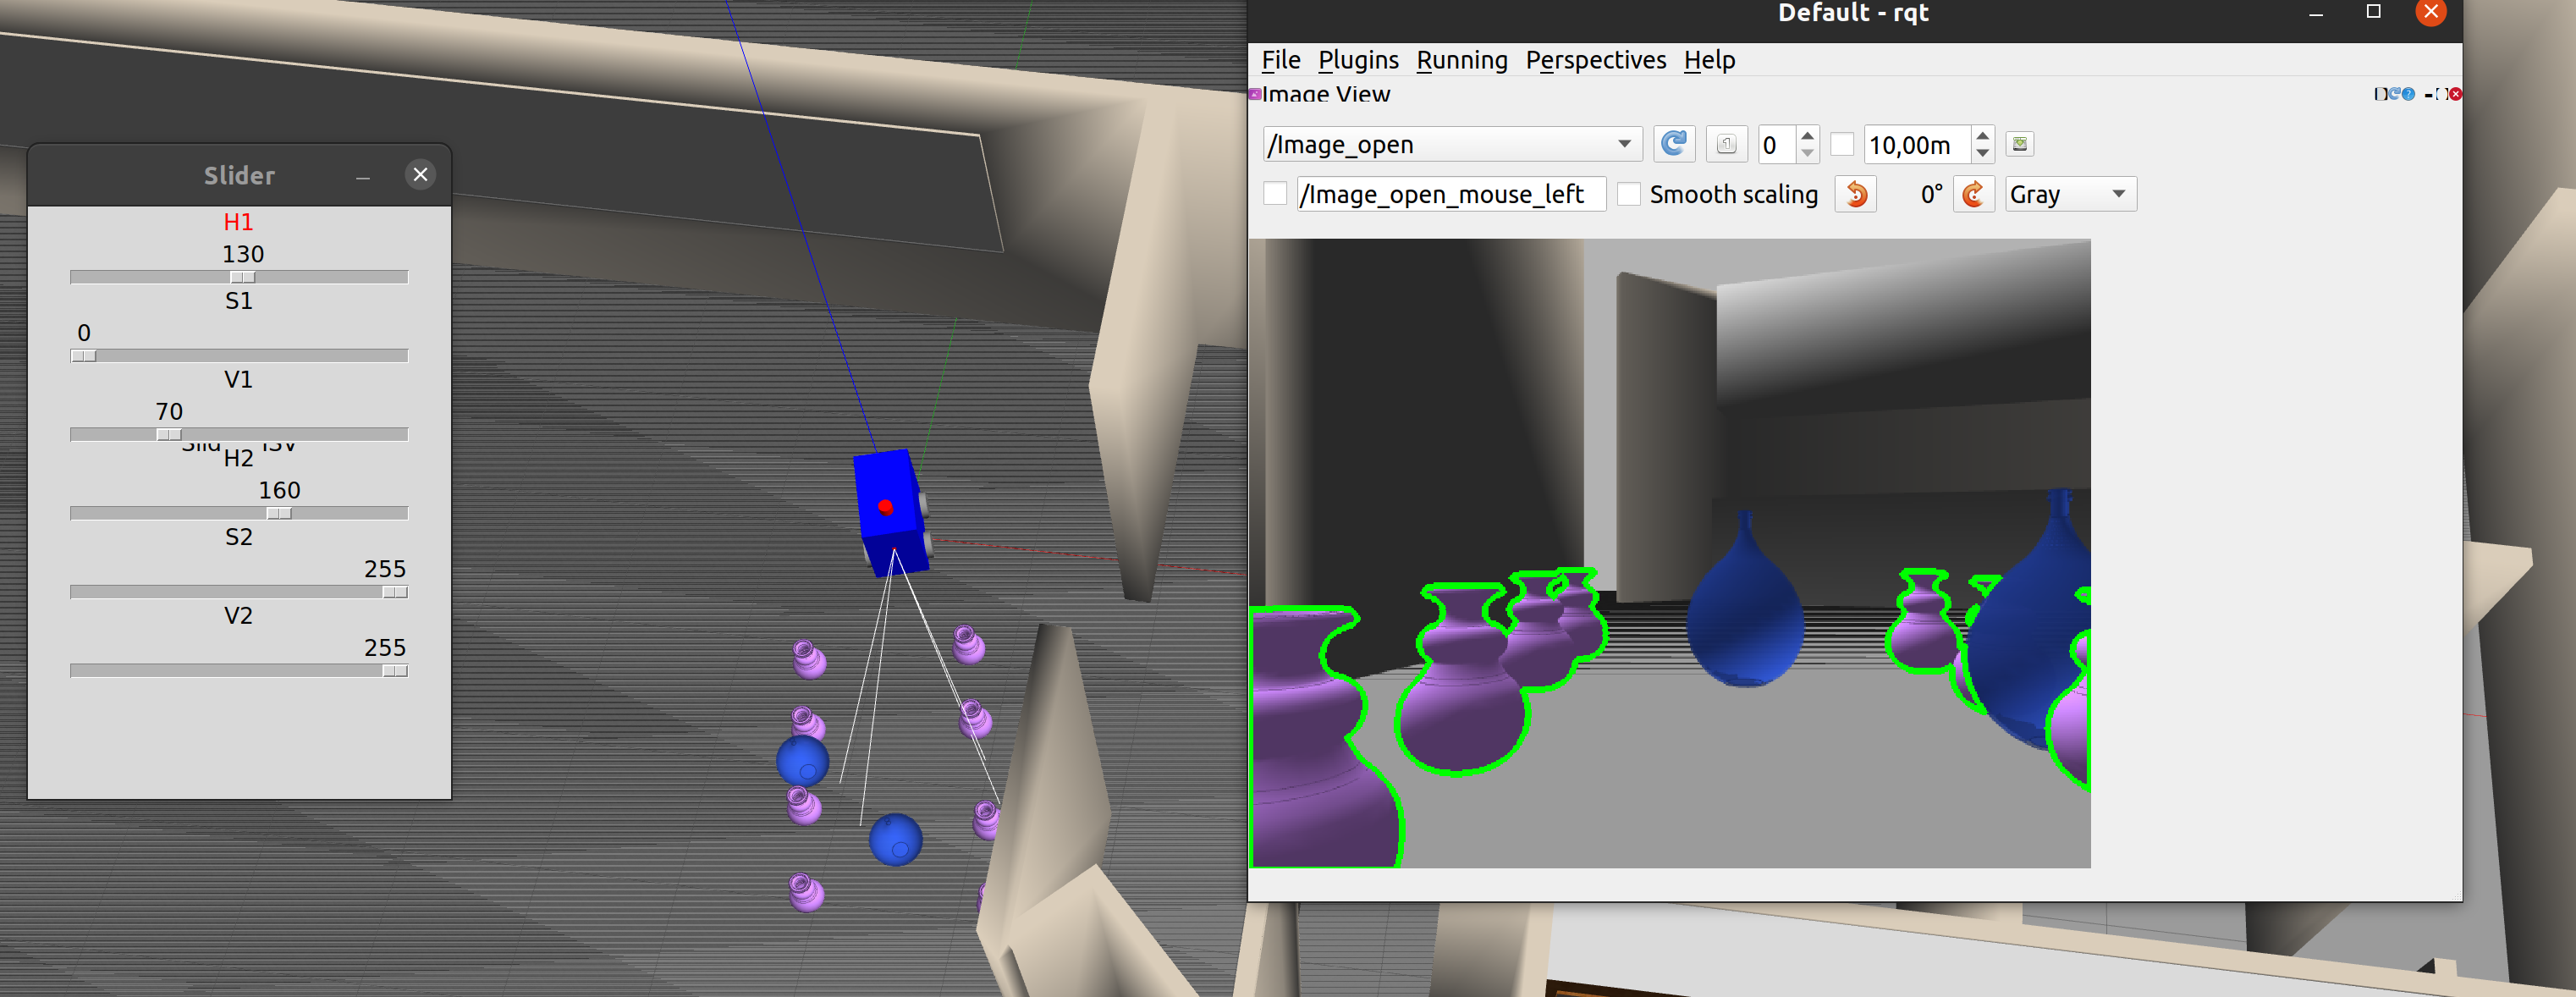 Slider
H1
130
S1
0
V1
70
H2
160
S2
255
V2
255
Default - rqt
File Plugins Running Perspectives Help
Image View
/Image_open
0
10,00m
/Image_open_mouse_left
Smooth scaling
0°
Gray